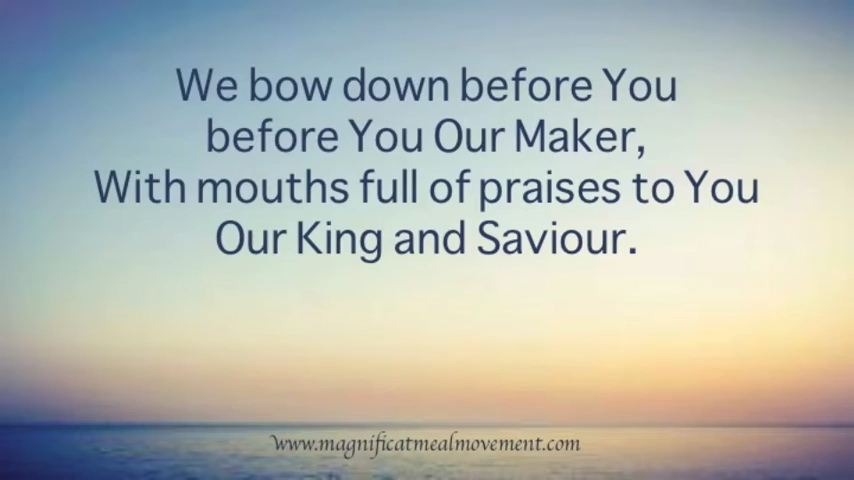 We bow down before You
before You Our Maker,
With mouths full of praises to You
Our King and Saviour.
www.magnificatmealmovement.com